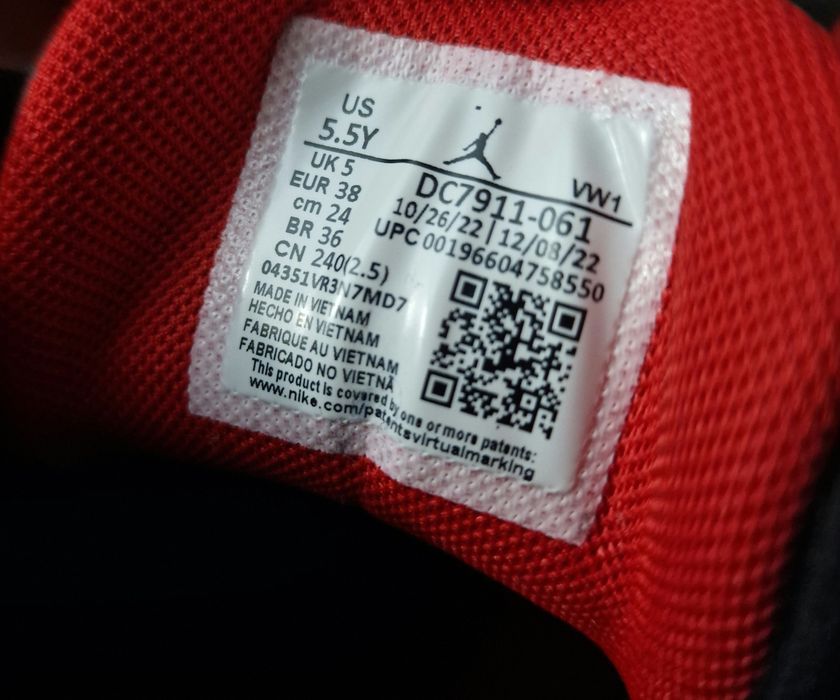 US
5.5Y
UK 5
EUR 38
cm 24
BR 36
CN 240(2.5)
VW1
DC7911-061
10/26/22 | 12/08/22
UPC 00196604758550
04351VR3N7MD7
MADE IN VIETNAM
HECHO EN VIETNAM
FABRIQUE AU VIETNAM
FABRICADO NO VIETNÃ
This product is covered by one or more patents:
www.nike.com/patentsvirtualmarking